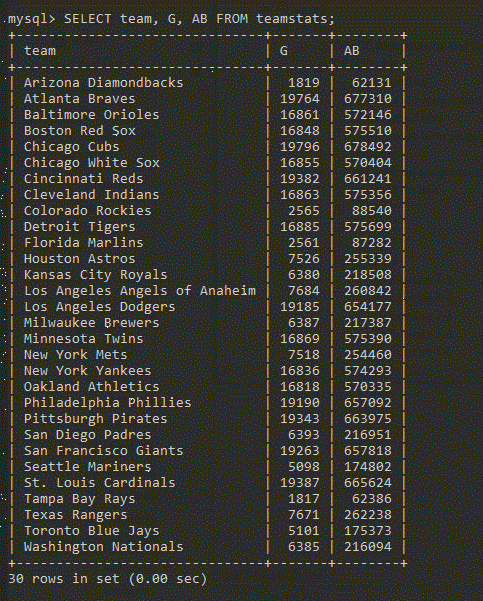 mysql> SELECT team, G, AB FROM teamstats;
+-------------------------------+-------+--------+
| team                          | G     | AB     |
+-------------------------------+-------+--------+
| Arizona Diamondbacks          |  1819 |  62131 |
| Atlanta Braves                | 19764 | 677310 |
| Baltimore Orioles             | 16861 | 572146 |
| Boston Red Sox                | 16848 | 575510 |
| Chicago Cubs                  | 19796 | 678492 |
| Chicago White Sox             | 16855 | 570404 |
| Cincinnati Reds               | 19382 | 661241 |
| Cleveland Indians             | 16863 | 575356 |
| Colorado Rockies              |  2565 |  88540 |
| Detroit Tigers                | 16885 | 575699 |
| Florida Marlins               |  2561 |  87282 |
| Houston Astros                |  7526 | 255339 |
| Kansas City Royals            |  6380 | 218508 |
| Los Angeles Angels of Anaheim |  7684 | 260842 |
| Los Angeles Dodgers           | 19185 | 654177 |
| Milwaukee Brewers             |  6387 | 217387 |
| Minnesota Twins               | 16869 | 575390 |
| New York Mets                 |  7518 | 254460 |
| New York Yankees              | 16836 | 574293 |
| Oakland Athletics             | 16818 | 570335 |
| Philadelphia Phillies         | 19190 | 657092 |
| Pittsburgh Pirates            | 19343 | 663975 |
| San Diego Padres              |  6393 | 216951 |
| San Francisco Giants          | 19263 | 657818 |
| Seattle Mariners              |  5098 | 174802 |
| St. Louis Cardinals           | 19387 | 665624 |
| Tampa Bay Rays                |  1817 |  62386 |
| Texas Rangers                 |  7671 | 262238 |
| Toronto Blue Jays             |  5101 | 175373 |
| Washington Nationals          |  6385 | 216094 |
+-------------------------------+-------+--------+
30 rows in set (0.00 sec)